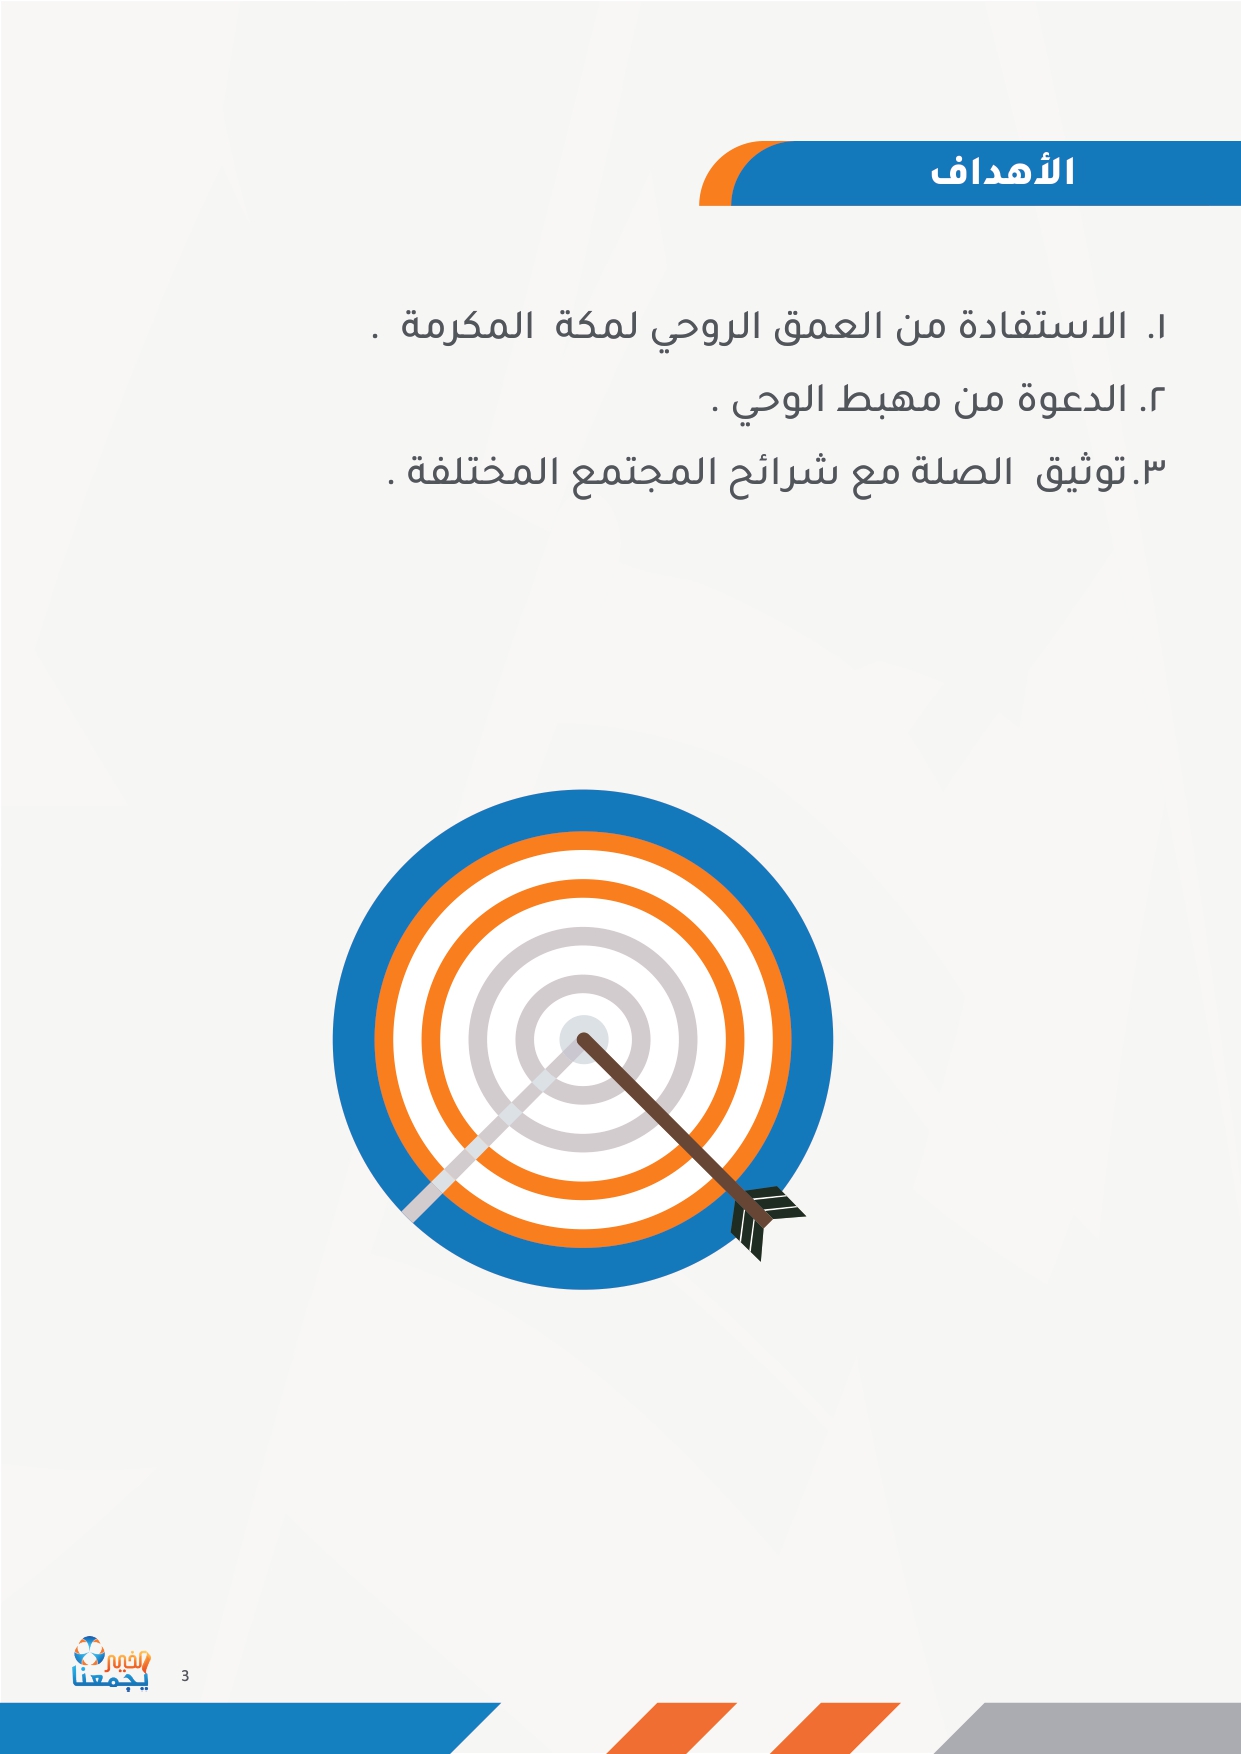 الأهداف
١. الاستفادة من العمق الروحي لمكة المكرمة .
٢. الدعوة من مهبط الوحي .
٣. توثيق الصلة مع شرائح المجتمع المختلفة .
الخير
يجمعنا
3